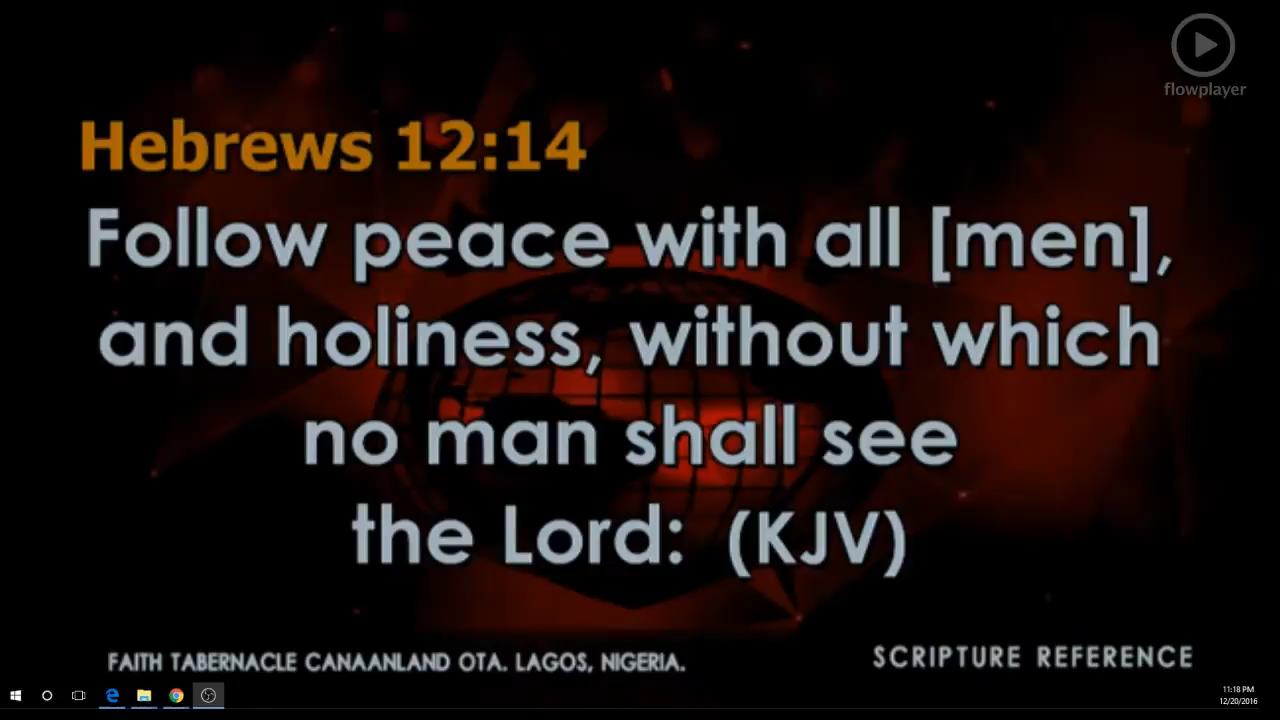 flowplayer
Hebrews 12:14
Follow peace with all [men],
and holiness, without which
no man shall see
the Lord: (KJV)
FAITH TABERNACLE CANAANLAND OTA. LAGOS, NIGERIA.
SCRIPTURE REFERENCE
11:18 PM
12/20/2016